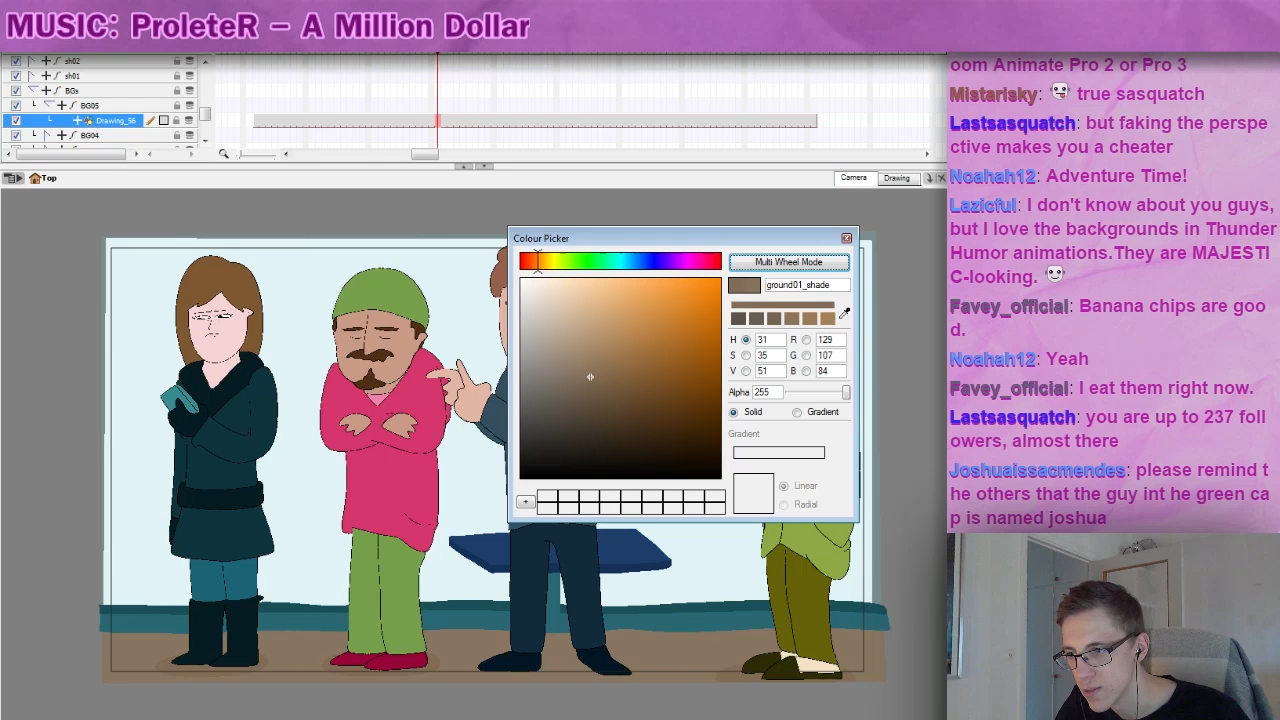 MUSIC: ProleteR – A Million Dollar
sh02
sh01
BGs
BG05
Drawing_56
BG04
Top
Camera
Drawing
Colour Picker
Multi Wheel Mode
ground01_shade
H 31 R 129
S 35 G 107
V 51 B 84
Alpha 255
Solid Gradient
Gradient
Linear
Radial
+
oom Animate Pro 2 or Pro 3
Mistarisky: true sasquatch
Lastsasquatch: but faking the perspe
ctive makes you a cheater
Noahah12: Adventure Time!
Lazicful: I don't know about you guys,
but I love the backgrounds in Thunder
Humor animations.They are MAJESTI
C-looking.
Favey_official: Banana chips are goo
d.
Noahah12: Yeah
Favey_official: I eat them right now.
Lastsasquatch: you are up to 237 foll
owers, almost there
Joshuaissacmendes: please remind t
he others that the guy int he green ca
p is named joshua